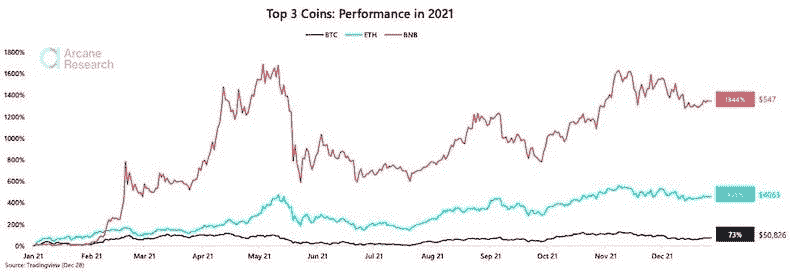 Top 3 Coins: Performance in 2021
BTC ETH BNB
Arcane
Research
1800%
1600%
1400%
1200%
1000%
800%
600%
400%
200%
0%
1344% $547
$4061
73% $50,826
Jan 21 Feb 21 Mar 21 Apr 21 May 21 Jun 21 Jul 21 Aug 21 Sep 21 Oct 21 Nov 21 Dec 21
Source: Tradingview (Dec 28)